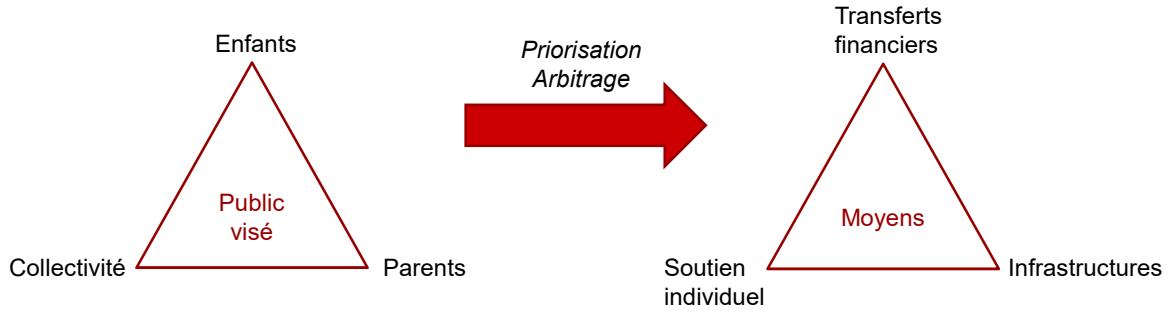 Enfants
Public
visé
Collectivité
Parents
Priorisation
Arbitrage
Transferts
financiers
Moyens
Soutien
individuel
Infrastructures